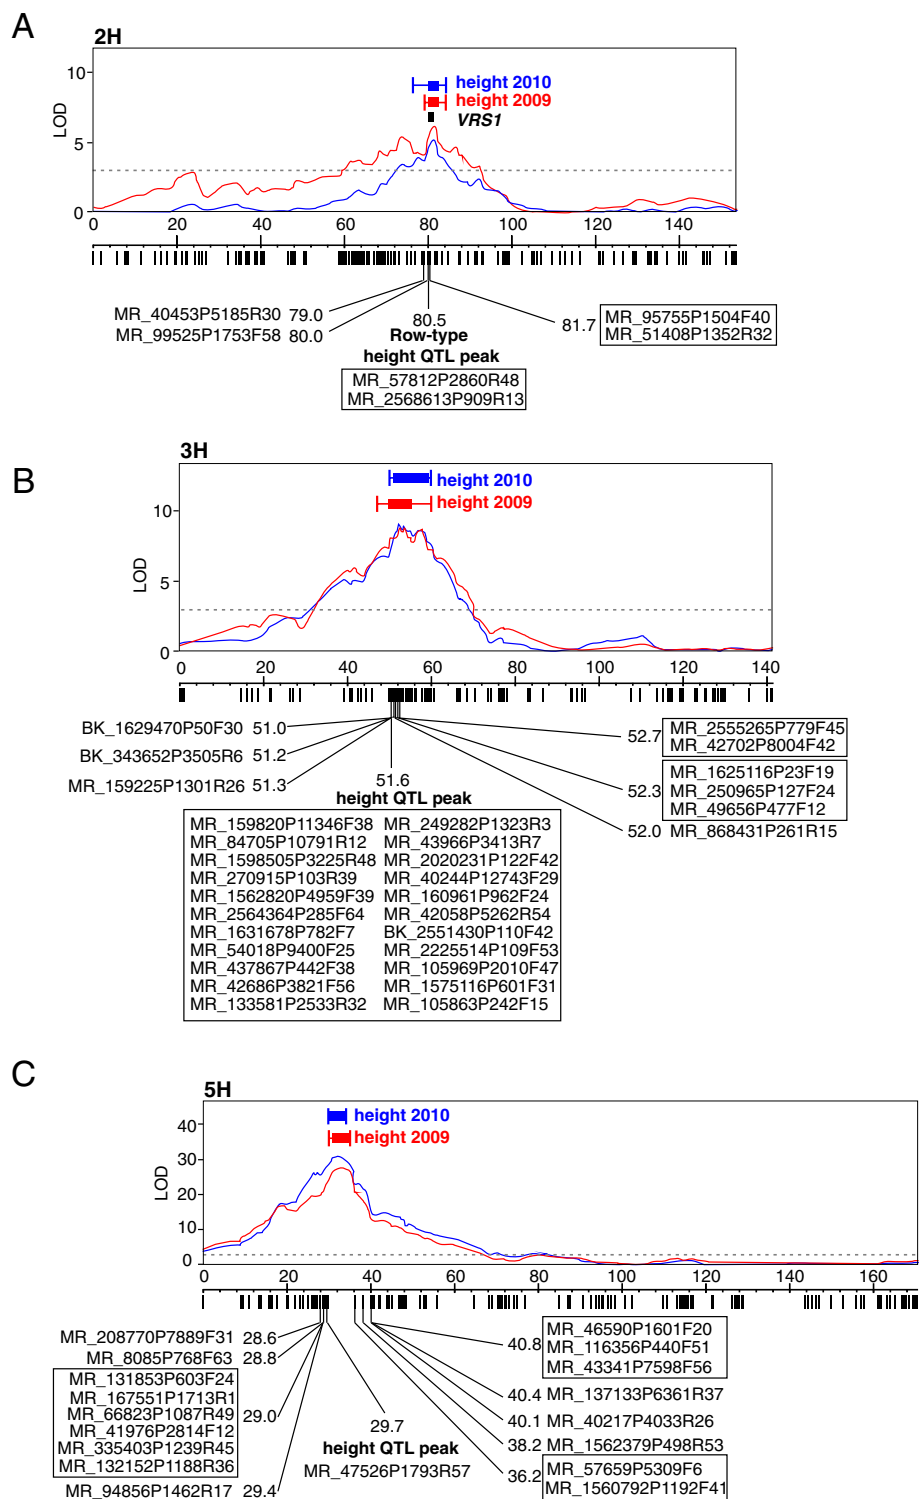 A
2H
10
5
0
LOD
height 2010
height 2009
VRS1
0 20 40 60 80 100 120 140
MR_40453P5185R30 79.0
MR_99525P1753F58 80.0
80.5
Row-type
height QTL peak
MR_57812P2860R48
MR_2568613P909R13
81.7
MR_95755P1504F40
MR_51408P1352R32
B
3H
10
5
0
LOD
height 2010
height 2009
0 20 40 60 80 100 120 140
BK_1629470P50F30 51.0
BK_343652P3505R6 51.2
MR_159225P1301R26 51.3
51.6
height QTL peak
MR_159820P11346F38 MR_249282P1323R3
MR_84705P10791R12 MR_43966P3413R7
MR_1598505P3225R48 MR_2020231P122F42
MR_270915P103R39 MR_40244P12743F29
MR_1562820P4959F39 MR_160961P962F24
MR_2564364P285F64 MR_42058P5262R54
MR_1631678P782F7 BK_2551430P110F42
MR_54018P9400F25 MR_2225514P109F53
MR_437867P442F38 MR_105969P2010F47
MR_42686P3821F56 MR_1575116P601F31
MR_133581P2533R32 MR_105863P242F15
52.7
MR_2555265P779F45
MR_42702P8004F42
52.3
MR_1625116P23F19
MR_250965P127F24
MR_49656P477F12
52.0 MR_868431P261R15
C
5H
40
30
20
10
0
LOD
height 2010
height 2009
0 20 40 60 80 100 120 140 160
MR_208770P7889F31 28.6
MR_8085P768F63 28.8
MR_131853P603F24
MR_167551P1713R1
MR_66823P1087R49
MR_41976P2814F12
MR_335403P1239R45
MR_132152P1188R36
29.0
MR_94856P1462R17 29.4
29.7
height QTL peak
MR_47526P1793R57
40.8
MR_46590P1601F20
MR_116356P440F51
MR_43341P7598F56
40.4 MR_137133P6361R37
40.1 MR_40217P4033R26
38.2 MR_1562379P498R53
36.2
MR_57659P5309F6
MR_1560792P1192F41